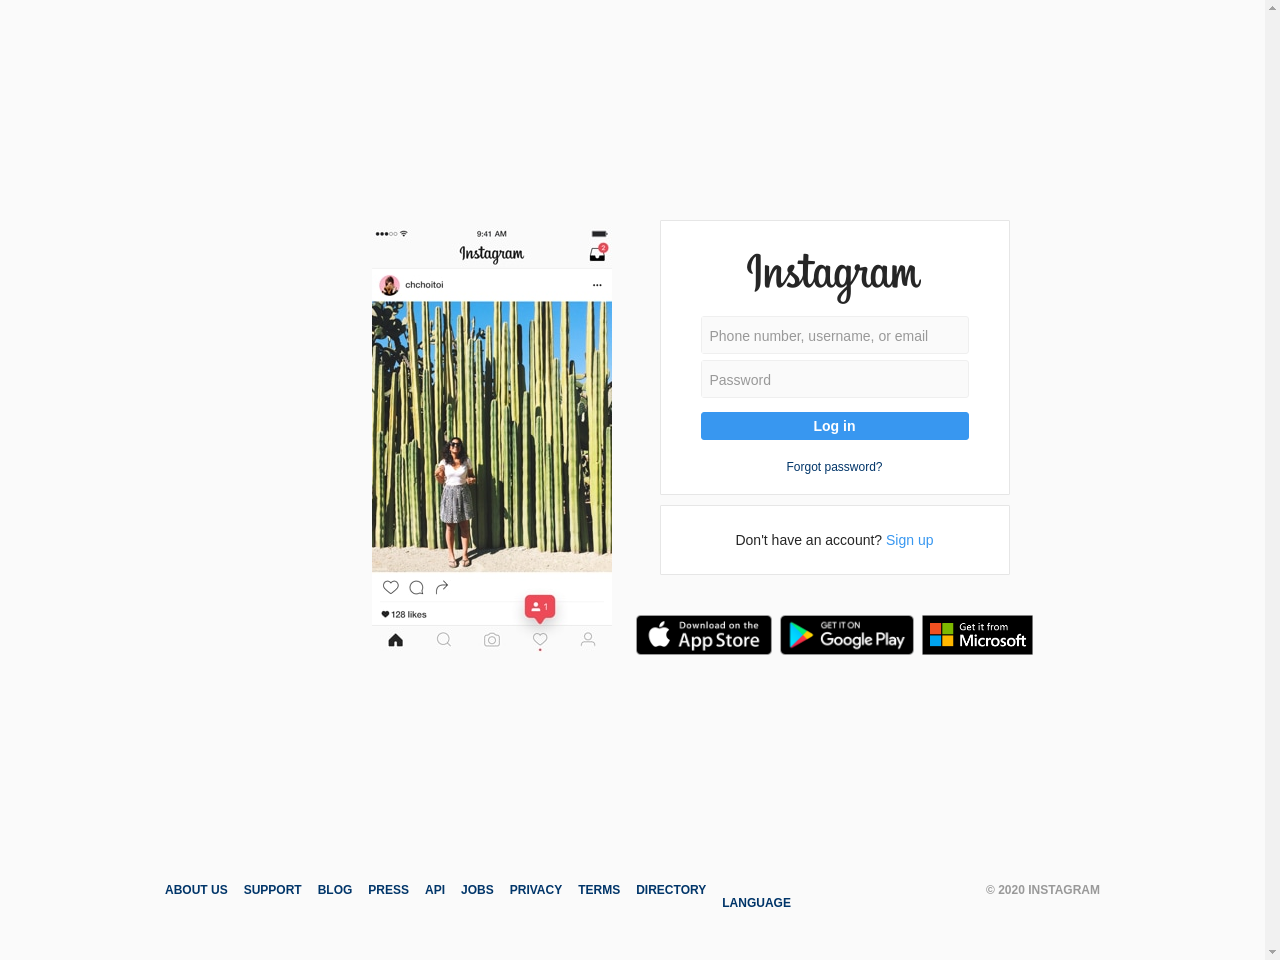 9:41 AM
Instagram
2
chchoitoi
128 likes
1
Instagram
Phone number, username, or email
Password
Log in
Forgot password?
Don't have an account? Sign up
Download on the
App Store
GET IT ON
Google Play
Get it from
Microsoft
ABOUT US SUPPORT BLOG PRESS API JOBS PRIVACY TERMS DIRECTORY
LANGUAGE
© 2020 INSTAGRAM